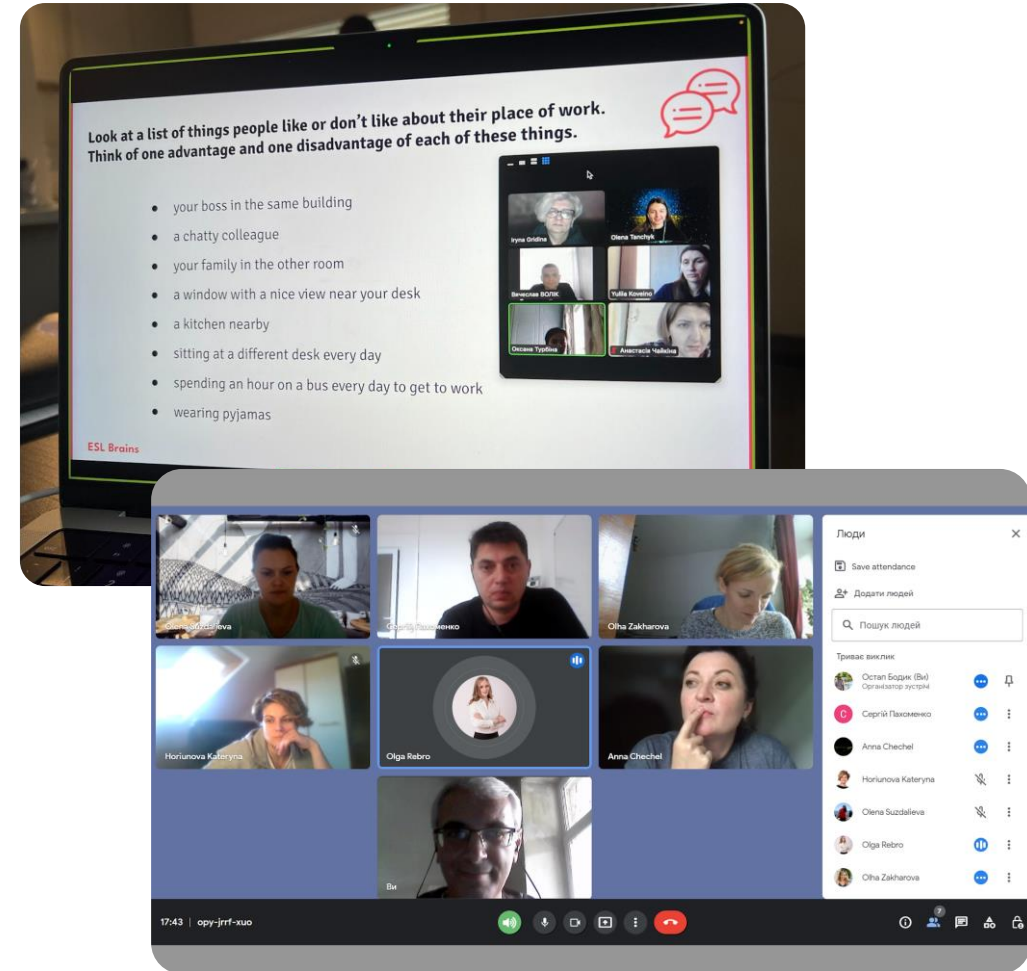 Look at a list of things people like or don't like about their place of work.
Think of one advantage and one disadvantage of each of these things.
• your boss in the same building
• a chatty colleague
• your family in the other room
• a window with a nice view near your desk
• a kitchen nearby
• sitting at a different desk every day
• spending an hour on a bus every day to get to work
• wearing pyjamas
ESL Brains
Iryna Gridina
Olena Tanchyk
Вячеслав ВОЛІК
Yuliia Koveino
Оксана Турбіна
Анастасія Чайкіна
Olena Suzdalieva
Сергій Пахоменко
Olha Zakharova
Horiunova Kateryna
Olga Rebro
Anna Chechel
Ви
Люди
Save attendance
Додати людей
Пошук людей
Триває виклик
Остап Бодик (Ви)
Організатор зустрічі
С
Сергій Пахоменко
Anna Chechel
Horiunova Kateryna
Olena Suzdalieva
Olga Rebro
Olha Zakharova
17:43 | opy-jrrf-xuo
7